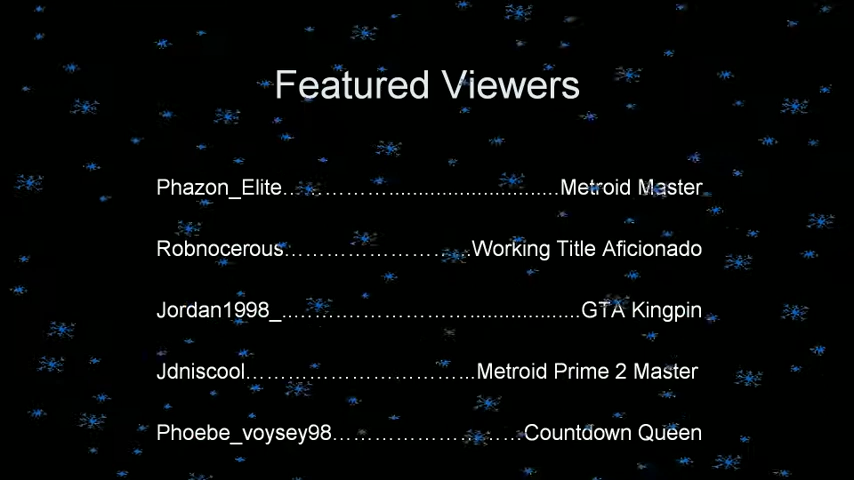 Featured Viewers
Phazon_Elite……………............................Metroid Master
Robnocerous………………………Working Title Aficionado
Jordan1998_..…….………………...................GTA Kingpin
Jdniscool……………………………...Metroid Prime 2 Master
Phoebe_voysey98………………………Countdown Queen